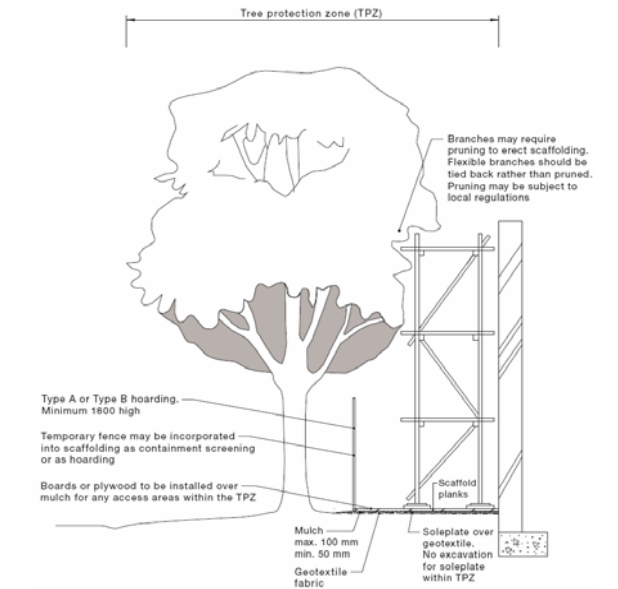 Tree protection zone (TPZ)
Branches may require
pruning to erect scaffolding.
Flexible branches should be
tied back rather than pruned.
Pruning may be subject to
local regulations
Type A or Type B hoarding.
Minimum 1800 high
Temporary fence may be incorporated
into scaffolding as containment screening
or as hoarding
Boards or plywood to be installed over
mulch for any access areas within the TPZ
Scaffold
planks
Mulch
max. 100 mm
min. 50 mm
Geotextile
fabric
Soleplate over
geotextile.
No excavation
for soleplate
within TPZ